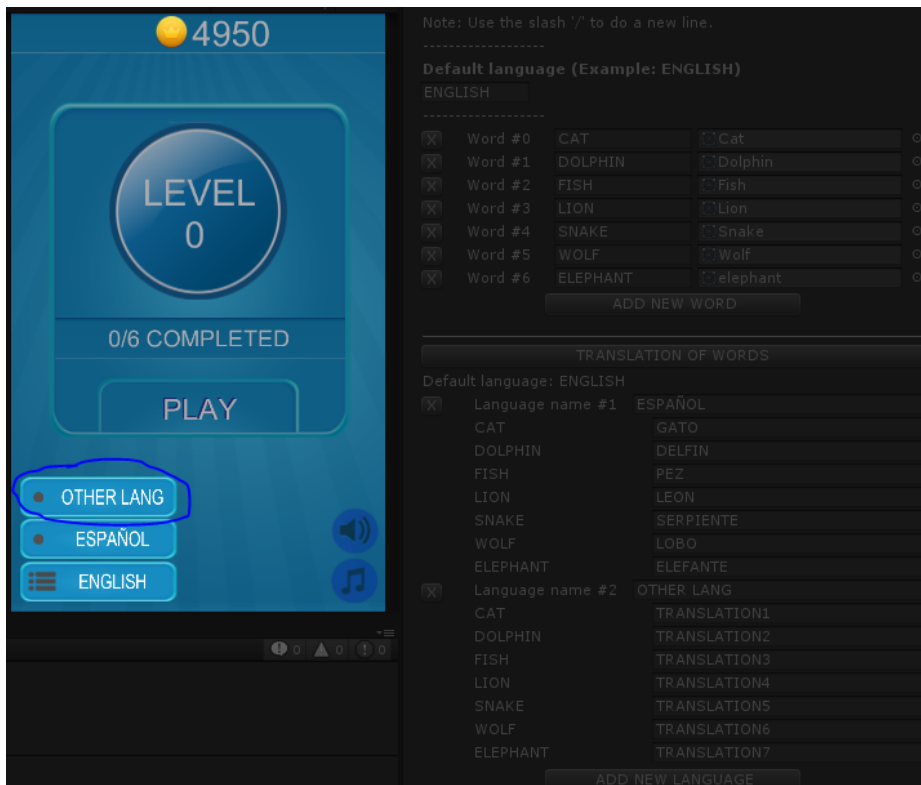 4950
LEVEL
0
0/6 COMPLETED
PLAY
OTHER LANG
ESPAÑOL
ENGLISH
0 0 0
Note: Use the slash '/' to do a new line.
-------------------
Default language (Example: ENGLISH)
ENGLISH
-------------------
X Word #0 CAT Cat
X Word #1 DOLPHIN Dolphin
X Word #2 FISH Fish
X Word #3 LION Lion
X Word #4 SNAKE Snake
X Word #5 WOLF Wolf
X Word #6 ELEPHANT elephant
ADD NEW WORD
TRANSLATION OF WORDS
Default language: ENGLISH
X Language name #1 ESPAÑOL
CAT GATO
DOLPHIN DELFIN
FISH PEZ
LION LEON
SNAKE SERPIENTE
WOLF LOBO
ELEPHANT ELEFANTE
X Language name #2 OTHER LANG
CAT TRANSLATION1
DOLPHIN TRANSLATION2
FISH TRANSLATION3
LION TRANSLATION4
SNAKE TRANSLATION5
WOLF TRANSLATION6
ELEPHANT TRANSLATION7
ADD NEW LANGUAGE